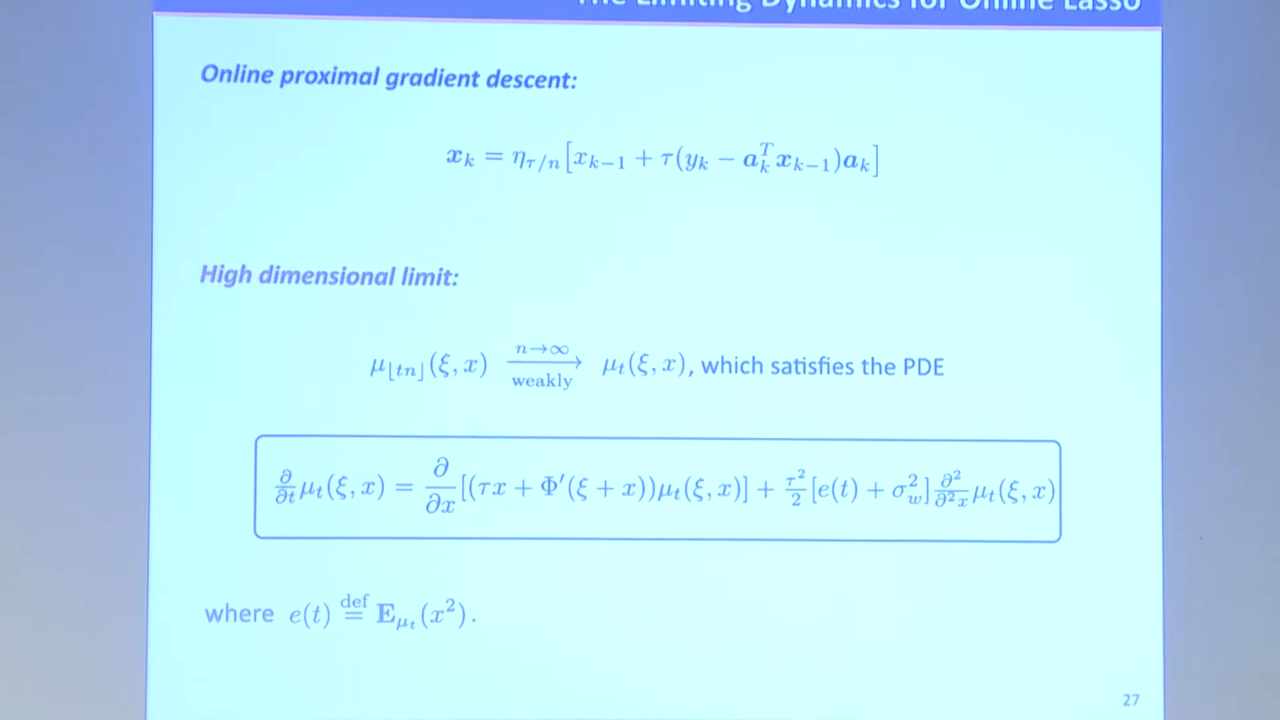 The Limiting Dynamics for Online Lasso
Online proximal gradient descent:
x_k = η_{τ/n}[x_{k−1} + τ(y_k − a_k^T x_{k−1})a_k]
High dimensional limit:
μ_{⌊tn⌋}(ξ, x) →^{n→∞}_{weakly} μ_t(ξ, x), which satisfies the PDE
∂/∂t μ_t(ξ, x) = ∂/∂x [(τx + Φ′(ξ + x))μ_t(ξ, x)] + τ²/2 [e(t) + σ_w²] ∂²/∂²x μ_t(ξ, x)
where e(t) ≝ 𝐄_{μ_t}(x²).
27